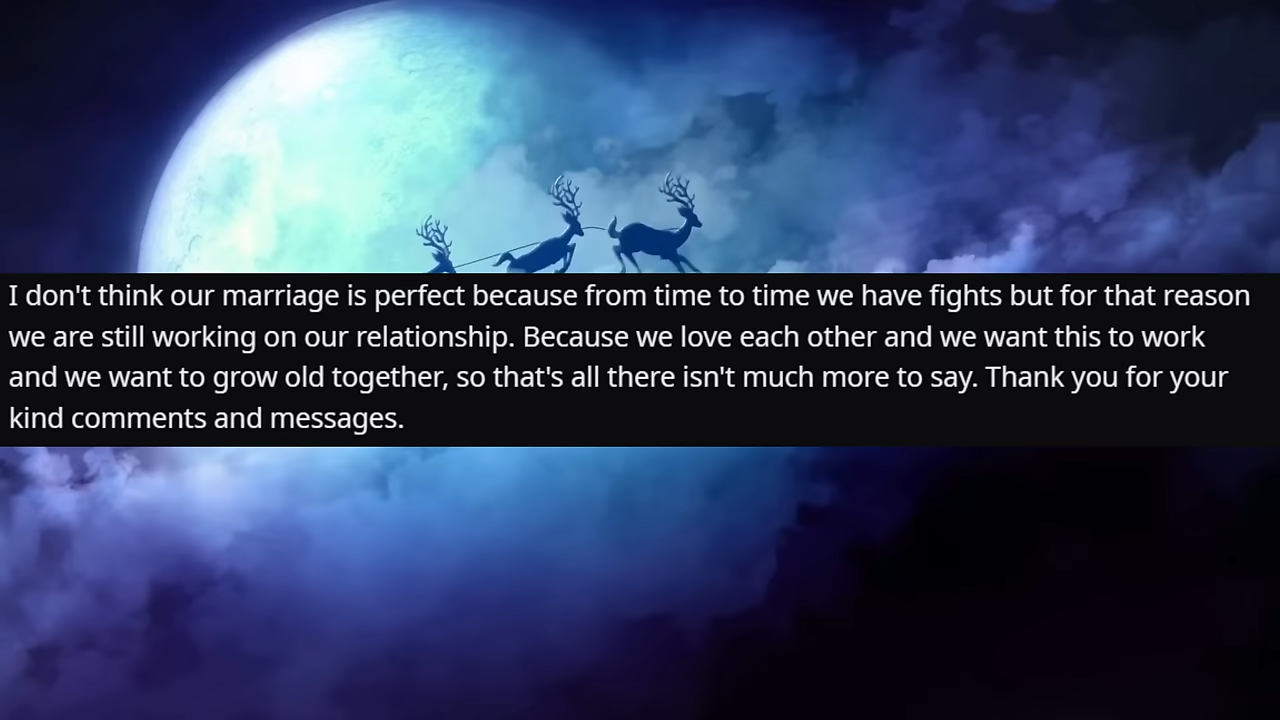 I don't think our marriage is perfect because from time to time we have fights but for that reason
we are still working on our relationship. Because we love each other and we want this to work
and we want to grow old together, so that's all there isn't much more to say. Thank you for your
kind comments and messages.